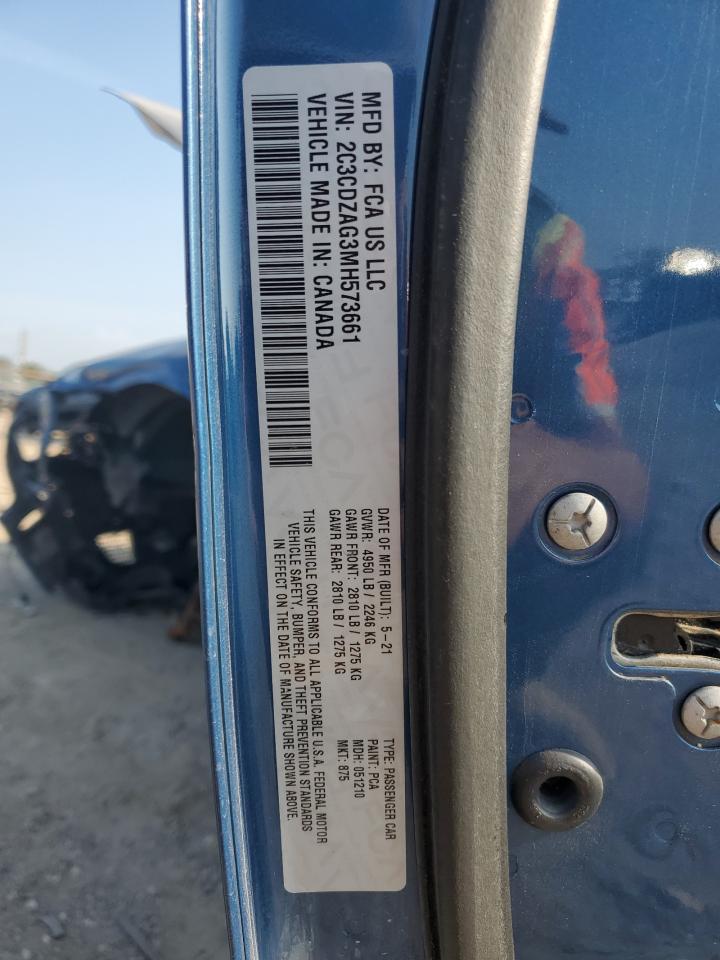 MFD BY: FCA US LLC
VIN: 2C3CDZAG3MH573661
VEHICLE MADE IN: CANADA
DATE OF MFR (BUILT): 5-21
GVWR: 4950 LB / 2246 KG
GAWR FRONT: 2810 LB / 1275 KG
GAWR REAR: 2810 LB / 1275 KG
TYPE: PASSENGER CAR
PAINT: PCA
MDH: 051210
MKT: 875
THIS VEHICLE CONFORMS TO ALL APPLICABLE U.S.A. FEDERAL MOTOR
VEHICLE SAFETY, BUMPER, AND THEFT PREVENTION STANDARDS
IN EFFECT ON THE DATE OF MANUFACTURE SHOWN ABOVE.